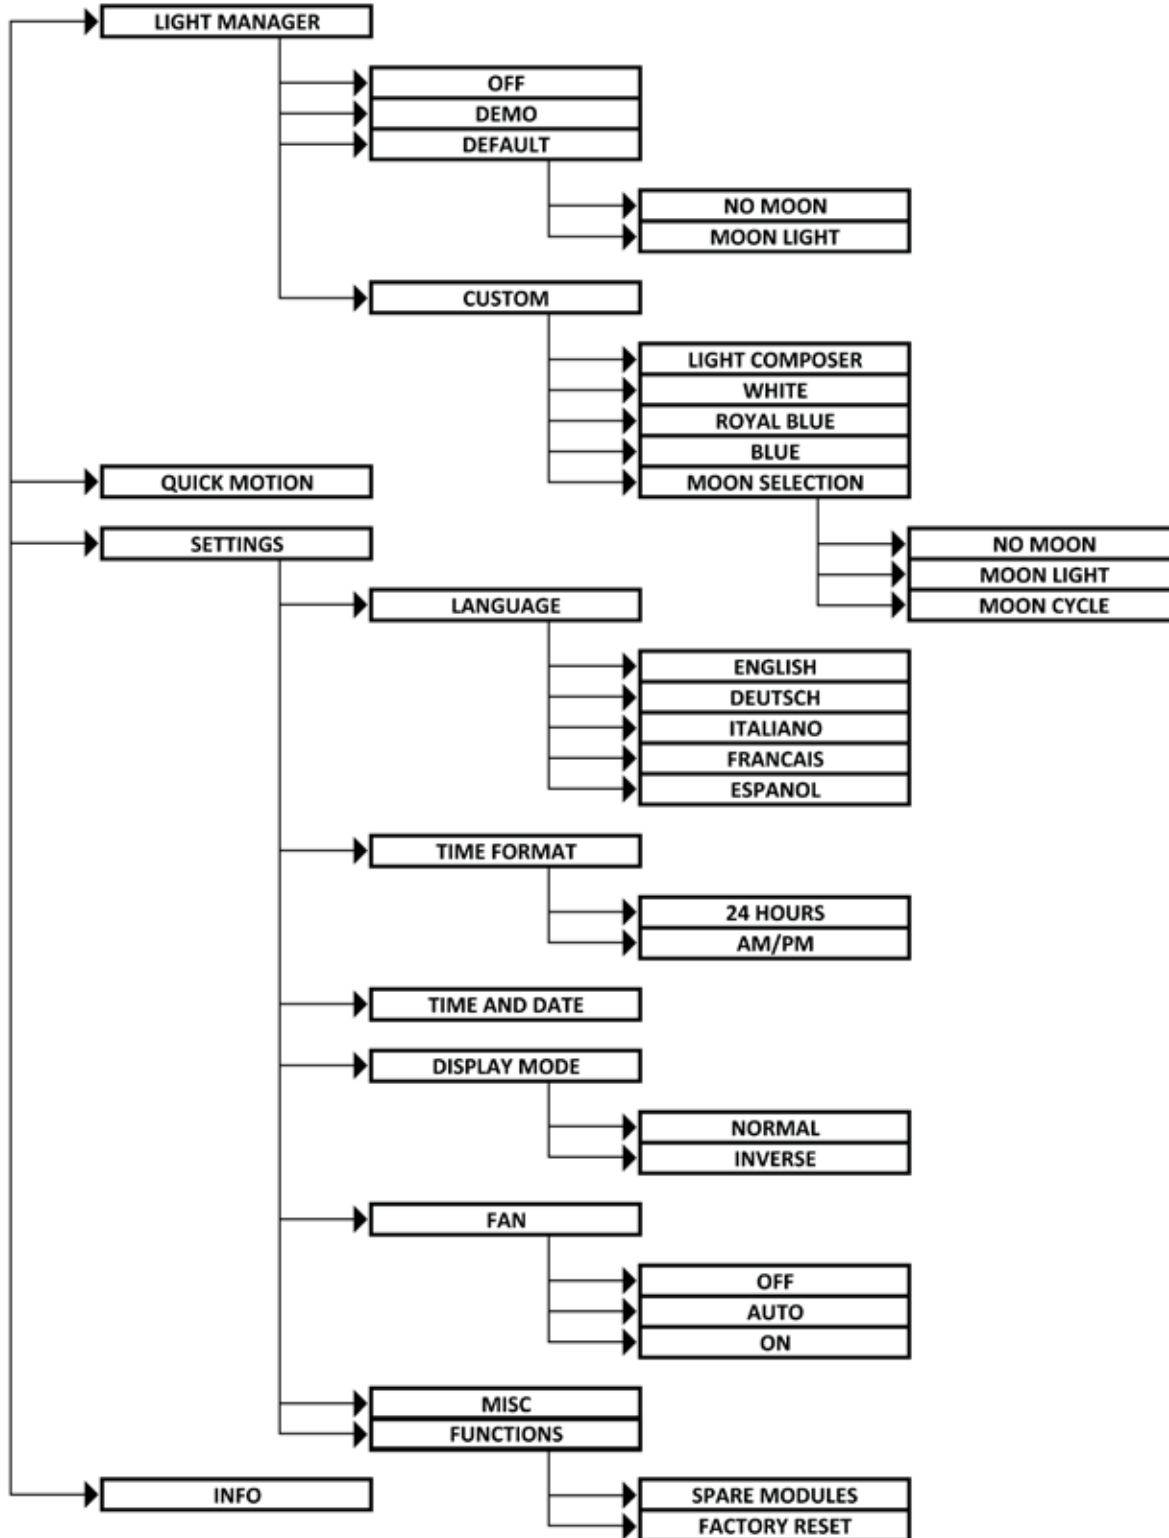 LIGHT MANAGER
OFF
DEMO
DEFAULT
NO MOON
MOON LIGHT
CUSTOM
LIGHT COMPOSER
WHITE
ROYAL BLUE
BLUE
MOON SELECTION
QUICK MOTION
NO MOON
MOON LIGHT
MOON CYCLE
SETTINGS
LANGUAGE
ENGLISH
DEUTSCH
ITALIANO
FRANCAIS
ESPANOL
TIME FORMAT
24 HOURS
AM/PM
TIME AND DATE
DISPLAY MODE
NORMAL
INVERSE
FAN
OFF
AUTO
ON
MISC
FUNCTIONS
SPARE MODULES
FACTORY RESET
INFO